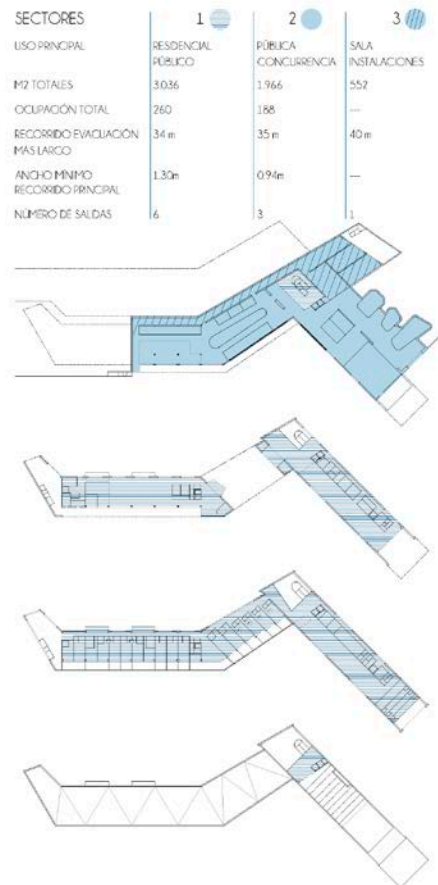 SECTORES 1 2 3
USO PRINCIPAL RESIDENCIAL PÚBLICO PÚBLICA CONCURRENCIA SALA INSTALACIONES
M2 TOTALES 3.036 1.966 552
OCUPACIÓN TOTAL 260 188 ---
RECORRIDO EVACUACIÓN MÁS LARGO 34 m 35 m 40 m
ANCHO MÍNIMO RECORRIDO PRINCIPAL 1.30m 0.94m ---
NÚMERO DE SALIDAS 6 3 1